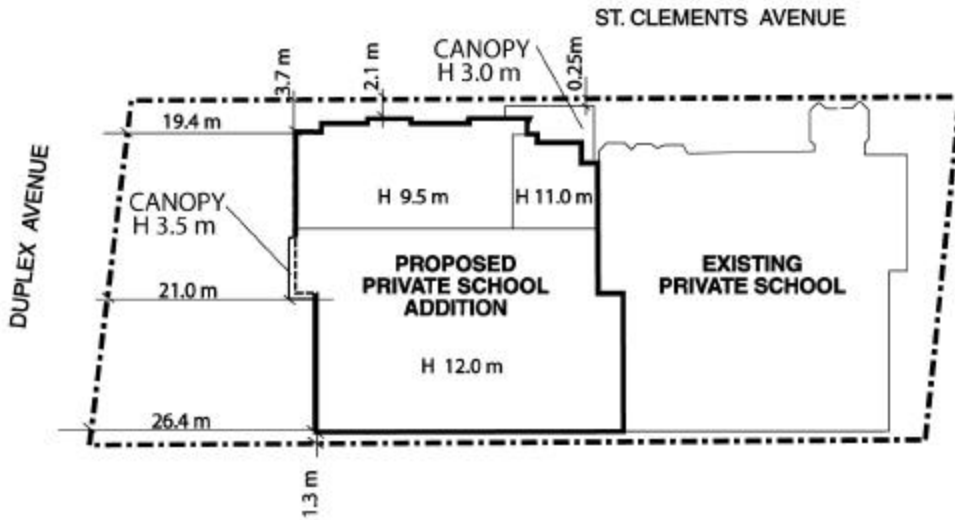 ST. CLEMENTS AVENUE
3.7 m
2.1 m
CANOPY
H 3.0 m
0.25m
19.4 m
DUPLEX AVENUE
CANOPY
H 3.5 m
H 9.5 m
H 11.0 m
PROPOSED
PRIVATE SCHOOL
ADDITION
EXISTING
PRIVATE SCHOOL
21.0 m
H 12.0 m
26.4 m
1.3 m